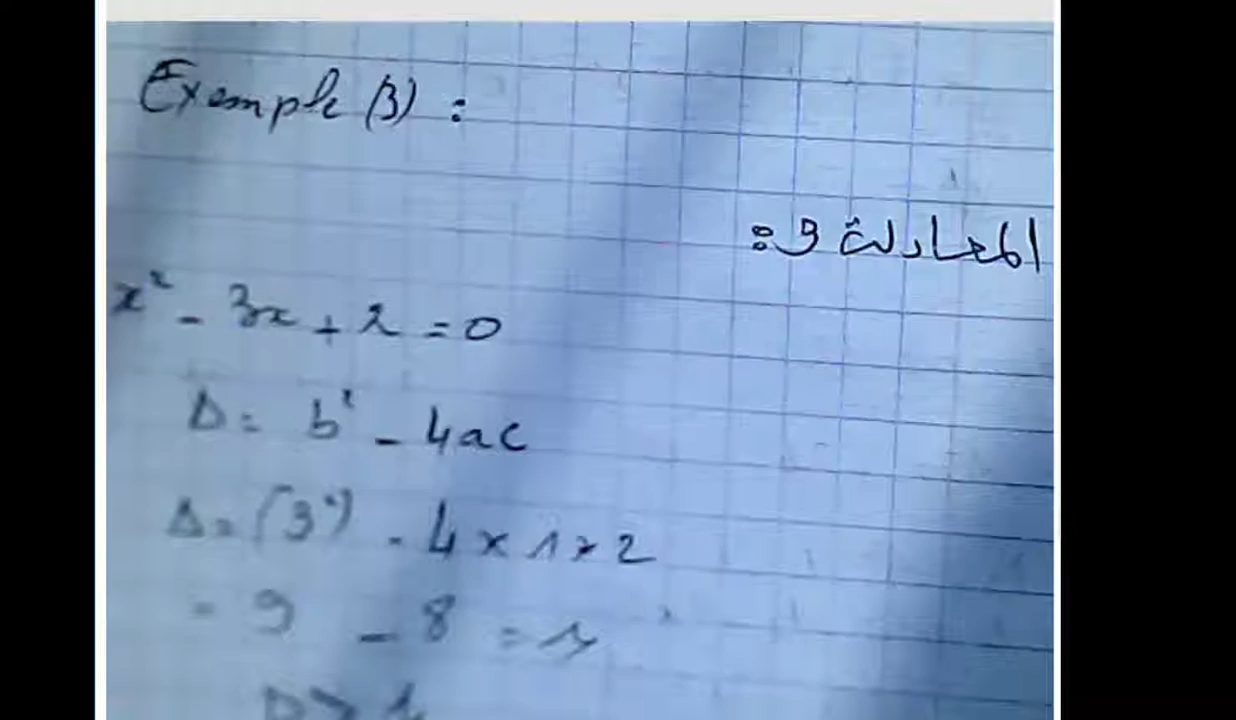 Exemple (3) :
المعادلة و:
x² - 3x + 2 = 0
Δ = b² - 4ac
Δ = (3²) - 4 x 1 x 2
= 9 - 8 = 1